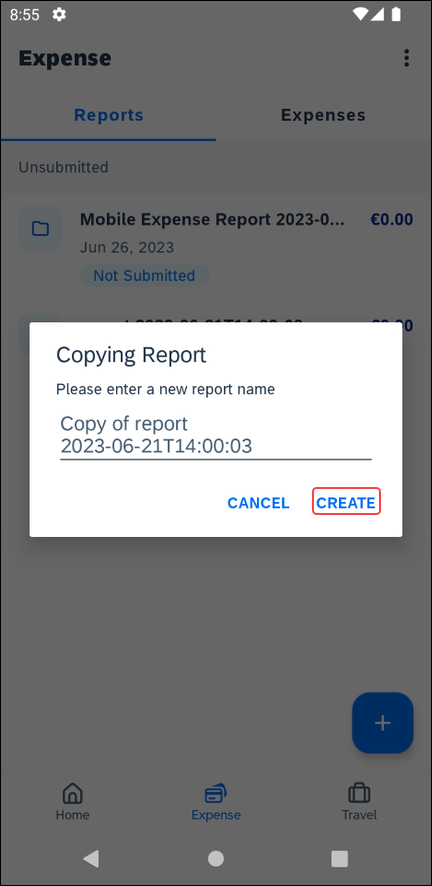 8:55
Expense
Reports Expenses
Unsubmitted
Mobile Expense Report 2023-0... €0.00
Jun 26, 2023
Not Submitted
Copying Report
Please enter a new report name
Copy of report
2023-06-21T14:00:03
CANCEL CREATE
Home Expense Travel